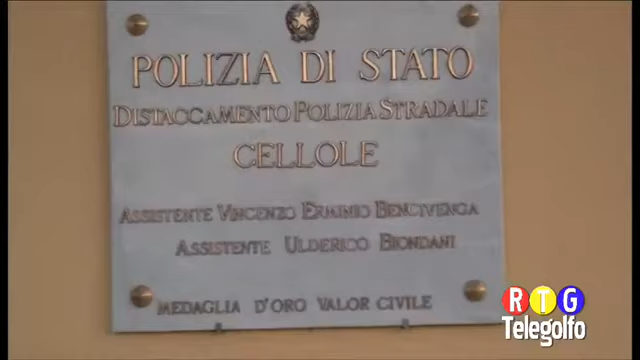 POLIZIA DI STATO
DISTACCAMENTO POLIZIA STRADALE
CELLOLE
ASSISTENTE VINCENZO ERMINIO BENCIVENGA
ASSISTENTE ULDERICO BIONDANI
MEDAGLIA D'ORO VALOR CIVILE
RTG
Telegolfo